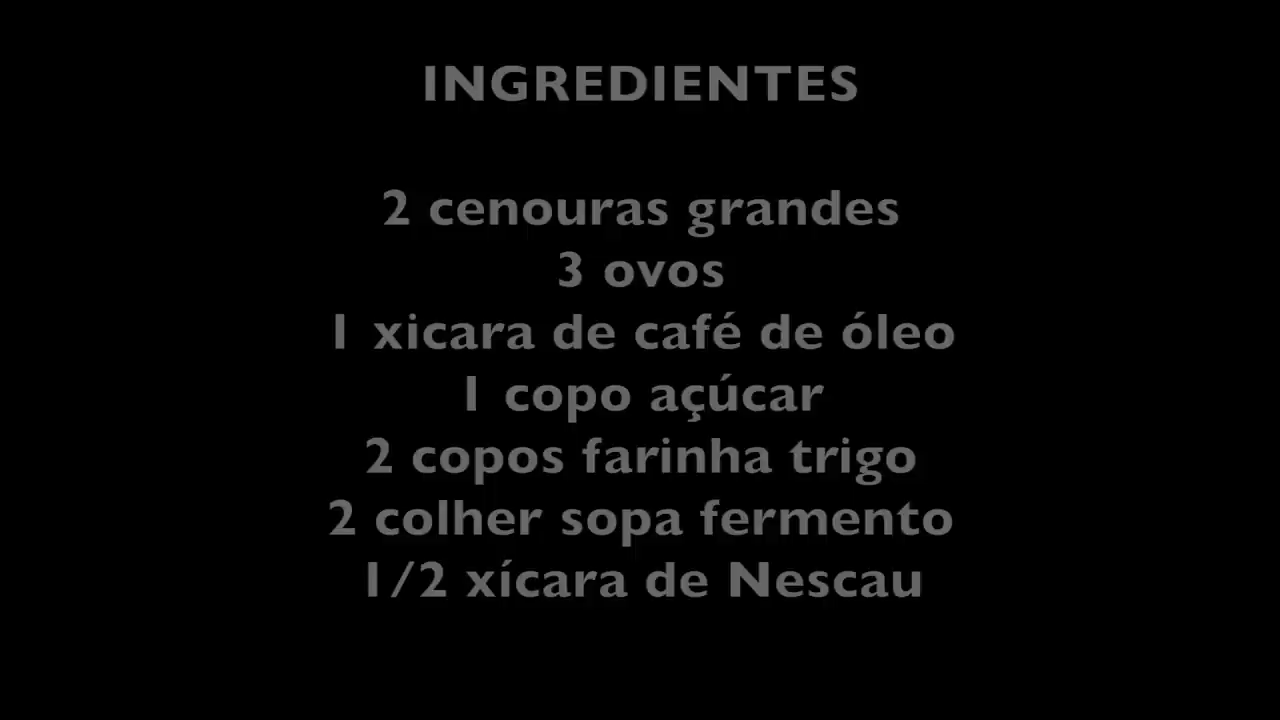 INGREDIENTES
2 cenouras grandes
3 ovos
1 xicara de café de óleo
1 copo açúcar
2 copos farinha trigo
2 colher sopa fermento
1/2 xícara de Nescau